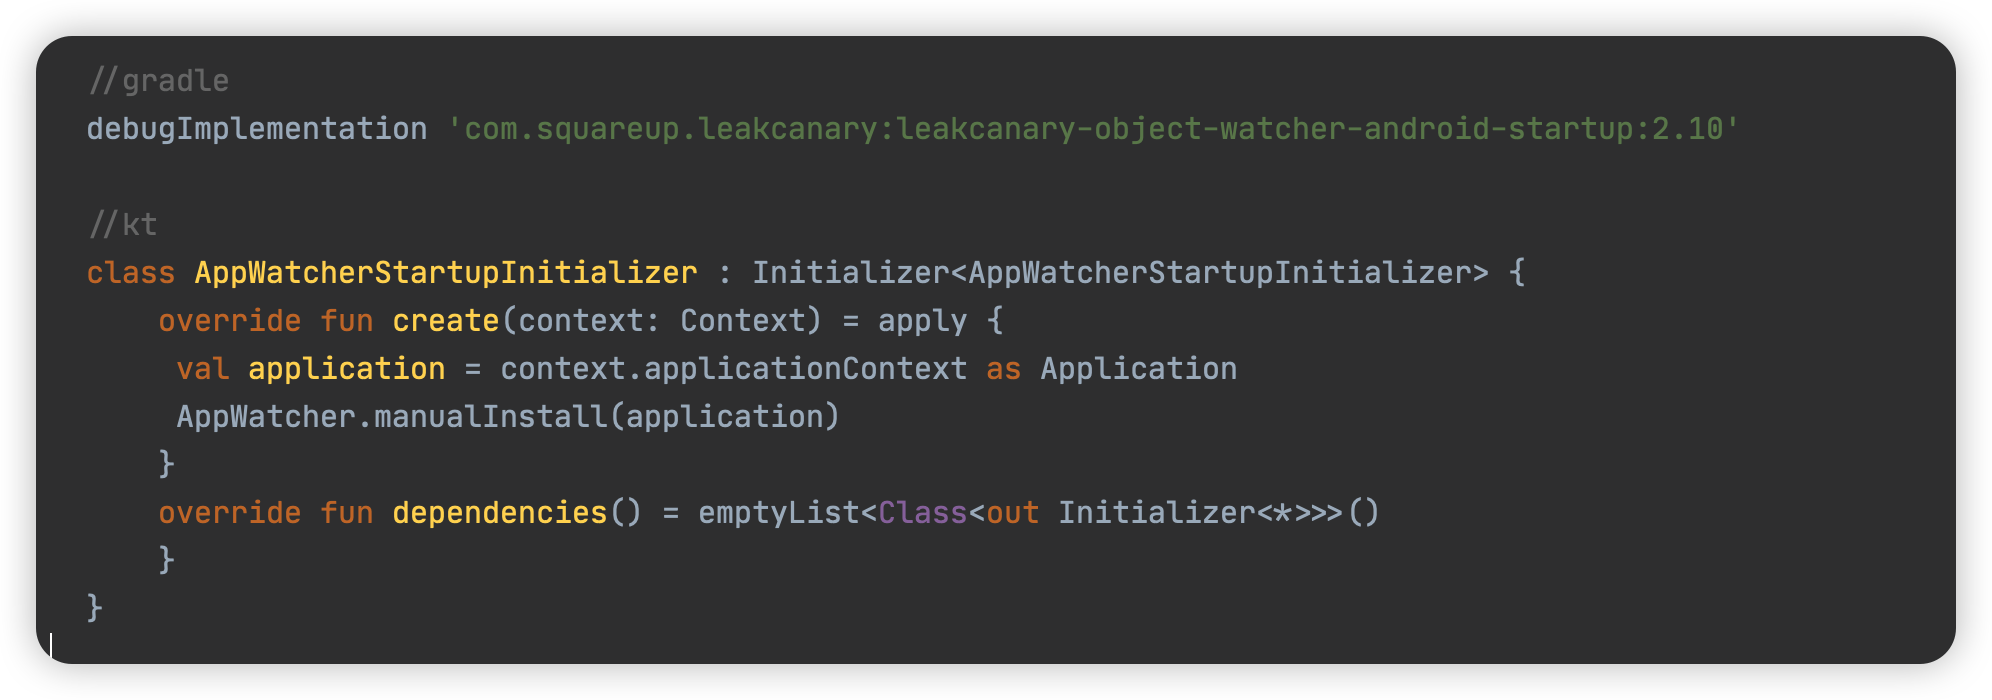 //gradle
debugImplementation 'com.squareup.leakcanary:leakcanary-object-watcher-android-startup:2.10'
//kt
class AppWatcherStartupInitializer : Initializer<AppWatcherStartupInitializer> {
override fun create(context: Context) = apply {
val application = context.applicationContext as Application
AppWatcher.manualInstall(application)
}
override fun dependencies() = emptyList<Class<out Initializer<*>>>()
}
}